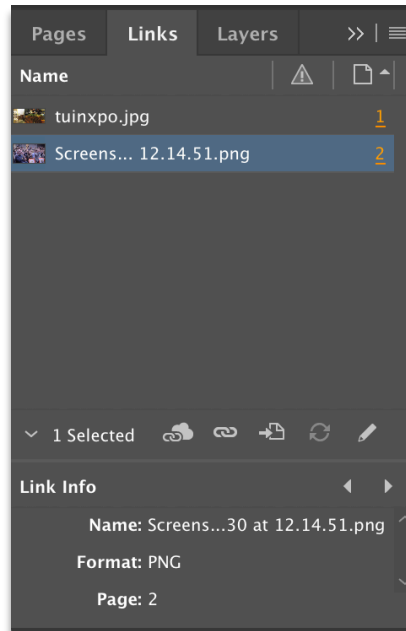 Pages Links Layers
Name
tuinxpo.jpg 1
Screens... 12.14.51.png 2
1 Selected
Link Info
Name: Screens...30 at 12.14.51.png
Format: PNG
Page: 2